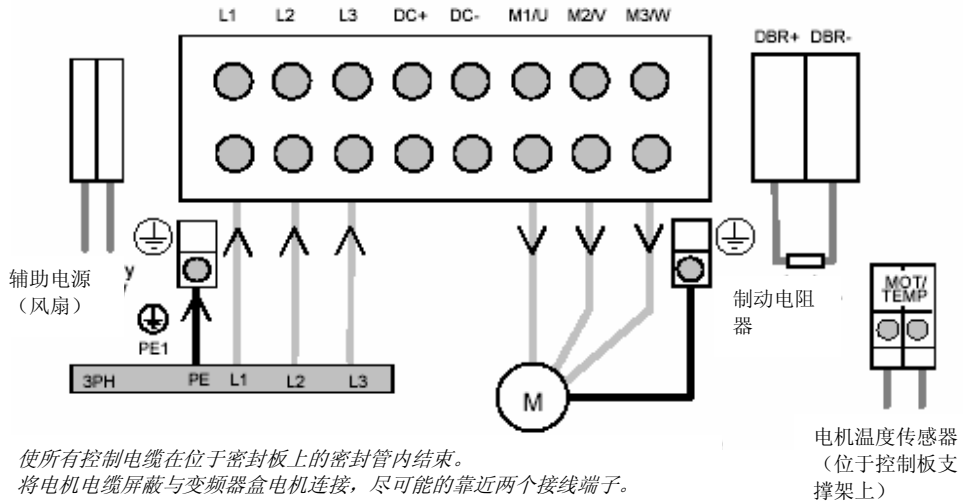 L1 L2 L3 DC+ DC- M1/U M2/V M3/W
DBR+ DBR-
辅助电源
（风扇）
y
PE1
3PH PE L1 L2 L3
M
制动电阻
器
MOT/
TEMP
电机温度传感器
（位于控制板支
撑架上）
使所有控制电缆在位于密封板上的密封管内结束。
将电机电缆屏蔽与变频器盒电机连接，尽可能的靠近两个接线端子。